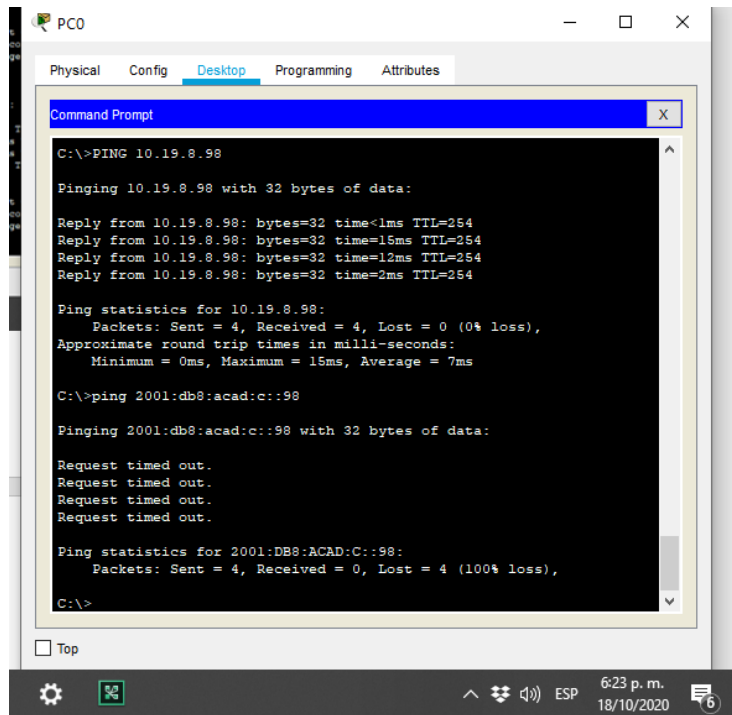 PC0
Physical Config Desktop Programming Attributes
Command Prompt
X
C:\>PING 10.19.8.98
Pinging 10.19.8.98 with 32 bytes of data:
Reply from 10.19.8.98: bytes=32 time<1ms TTL=254
Reply from 10.19.8.98: bytes=32 time=15ms TTL=254
Reply from 10.19.8.98: bytes=32 time=12ms TTL=254
Reply from 10.19.8.98: bytes=32 time=2ms TTL=254
Ping statistics for 10.19.8.98:
Packets: Sent = 4, Received = 4, Lost = 0 (0% loss),
Approximate round trip times in milli-seconds:
Minimum = 0ms, Maximum = 15ms, Average = 7ms
C:\>ping 2001:db8:acad:c::98
Pinging 2001:db8:acad:c::98 with 32 bytes of data:
Request timed out.
Request timed out.
Request timed out.
Request timed out.
Ping statistics for 2001:DB8:ACAD:C::98:
Packets: Sent = 4, Received = 0, Lost = 4 (100% loss),
C:\>
Top
ESP
6:23 p. m.
18/10/2020
6